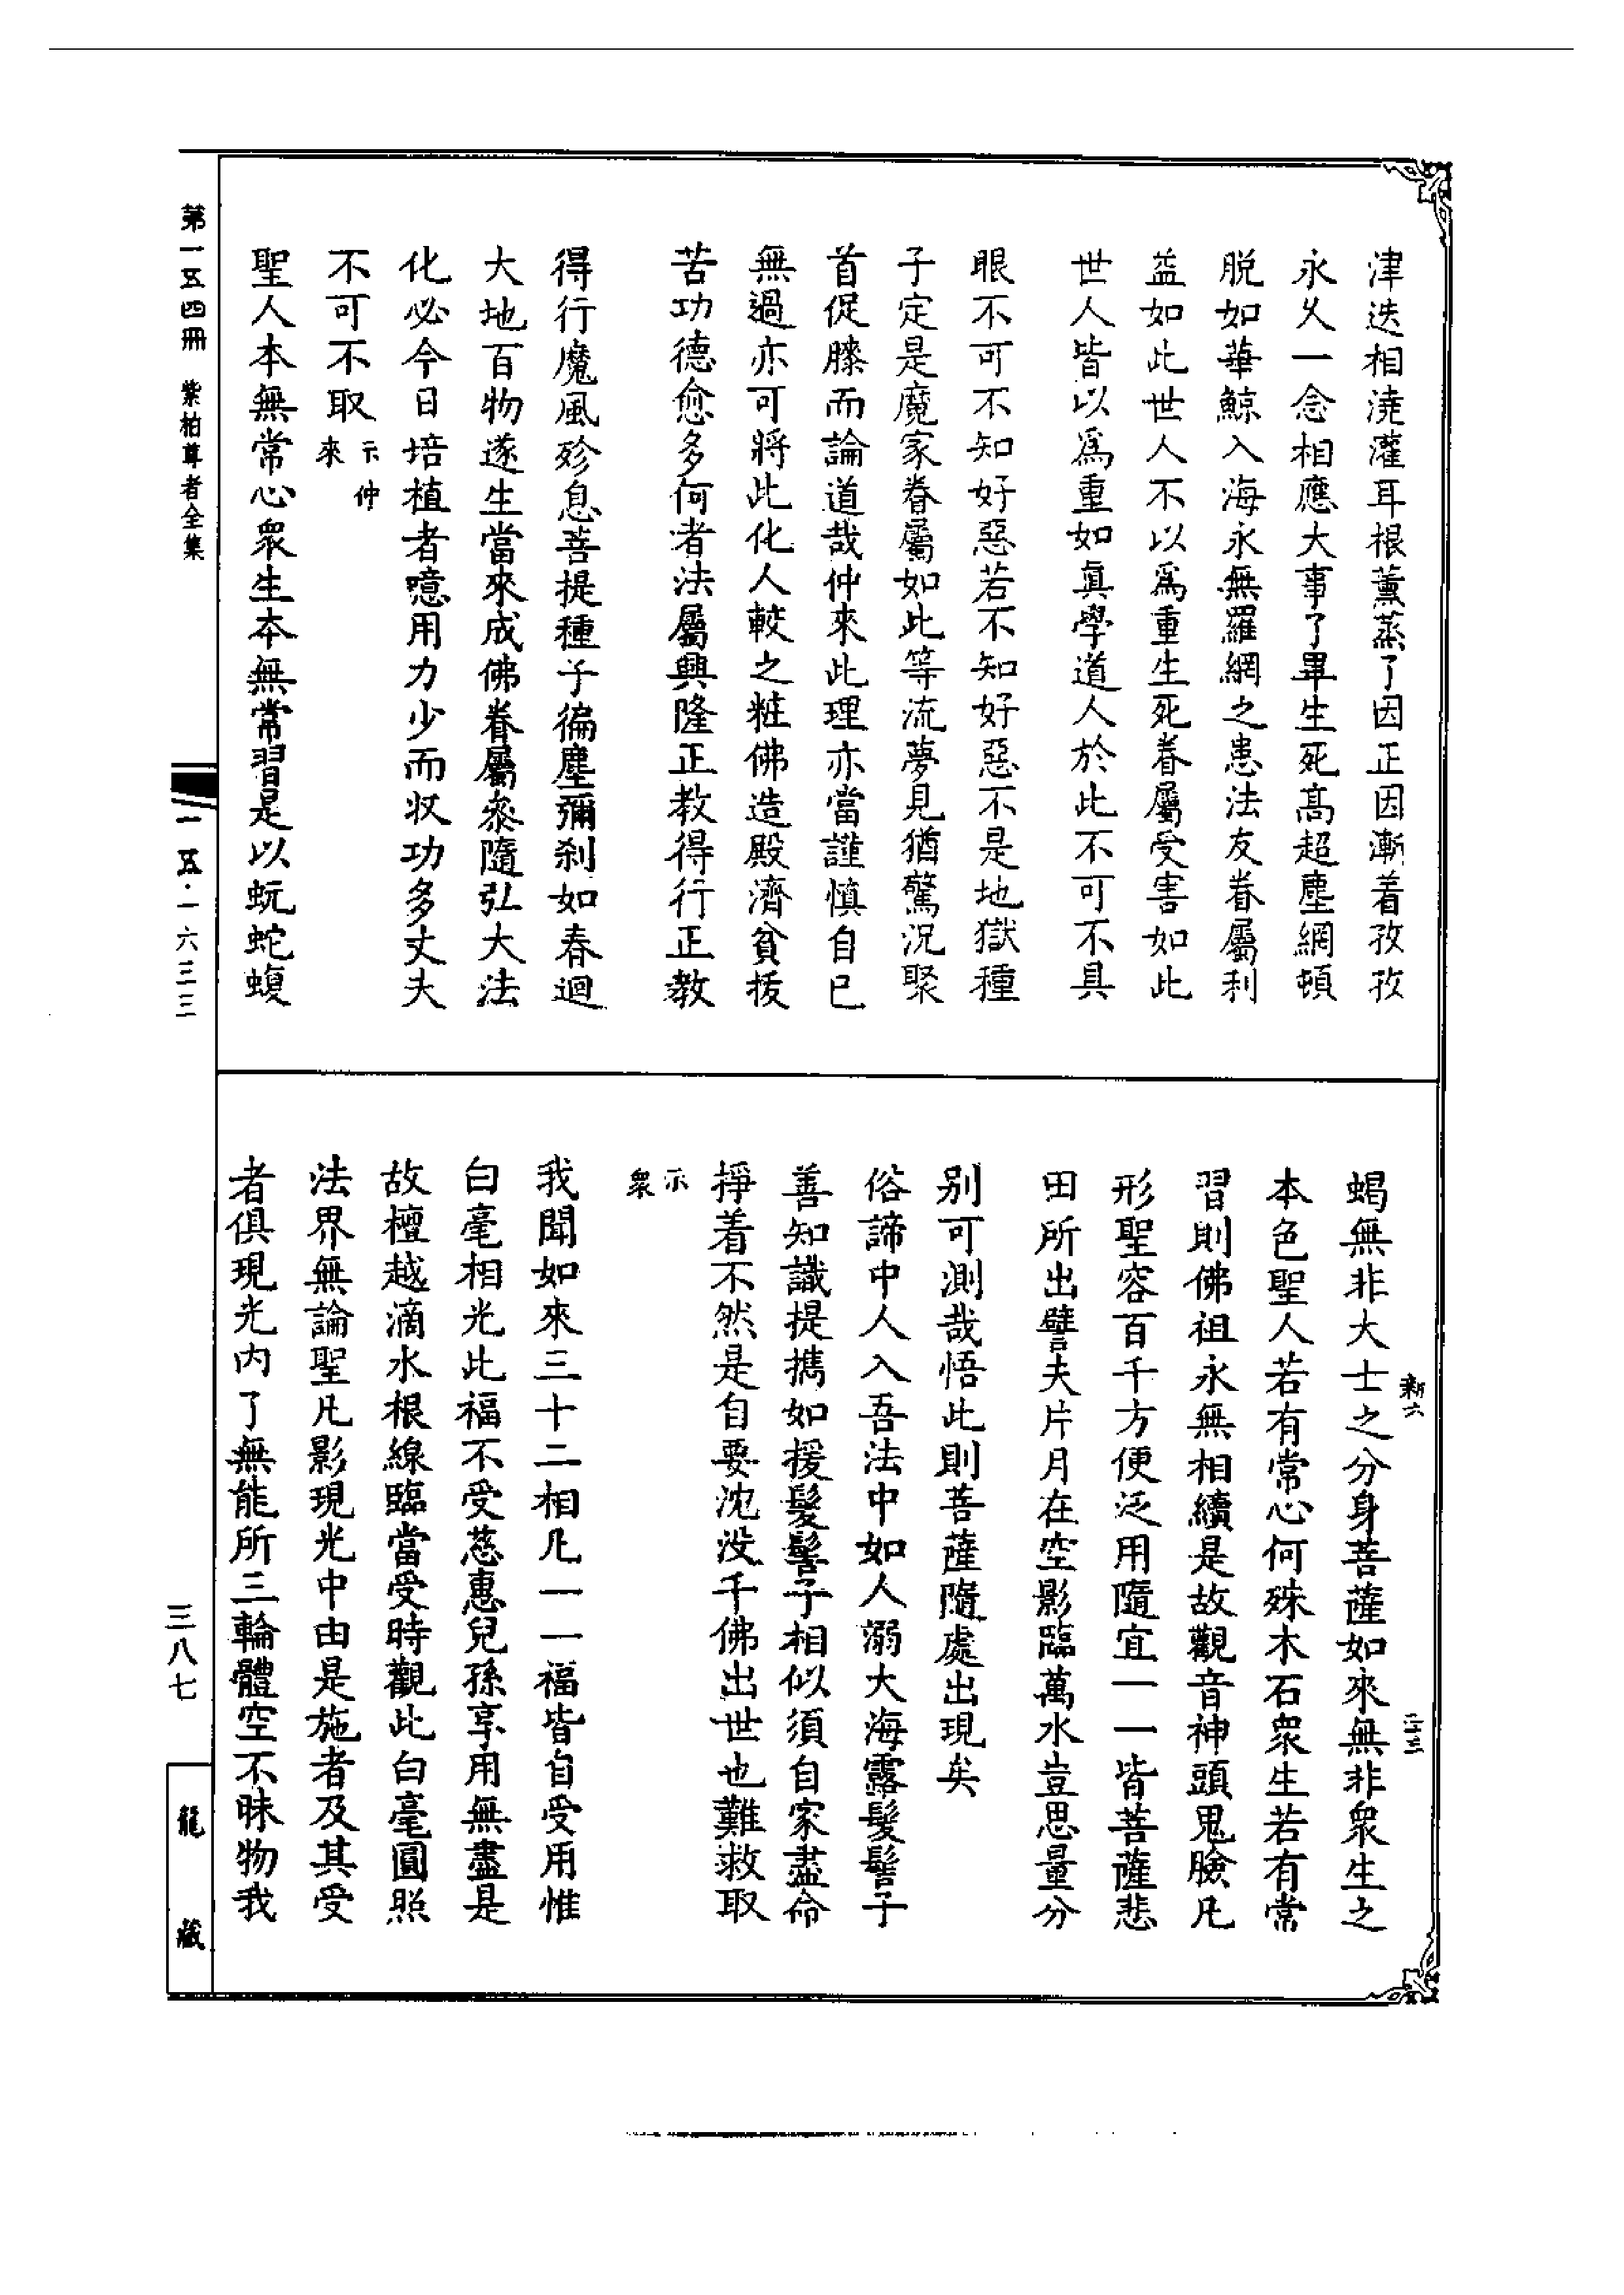 津迭相澆灌耳根薰蒸了因正因漸着孜孜
永久一念相應大事了畢生死高超塵網頓
脱如華鯨入海永無羅網之患法友眷屬利
益如此世人不以爲重生死眷屬受害如此
世人皆以爲重如眞學道人於此不可不具
眼不可不知好惡若不知好惡不是地獄種
子定是魔家眷屬如此等流夢見猶驚況聚
首促膝而論道哉仲來此理亦當謹慎自已
無過亦可將此化人較之粧佛造殿濟貧拔
苦功德愈多何者法屬興隆正教得行正教
得行魔風殄息菩提種子徧塵彌刹如春迴
大地百物遂生當來成佛眷屬叅隨弘大法
化必今日培植者噫用力少而収功多丈夫
不可不取示仲來
聖人本無常心衆生本無常習是以蚖蛇蝮
蝎無非大士之分身菩薩如來無非衆生之
本色聖人若有常心何殊木石衆生若有常
習則佛祖永無相續是故觀音神頭鬼臉凡
形聖容百千方便泛用隨宜一一皆菩薩悲
田所出譬夫片月在空影臨萬水豈思量分
別可測哉悟此則菩薩隨處出現矣
俗諦中人入吾法中如人溺大海露髮髻子
善知識提攜如援髮髻子相似須自家盡命
掙着不然是自要沈没千佛出世也難救取
示衆
我聞如來三十二相凡一一福皆自受用惟
白毫相光此福不受慈惠兒孫享用無盡是
故檀越滴水根線臨當受時觀此白毫圓照
法界無論聖凡影現光中由是施者及其受
者俱現光内了無能所三輪體空不昧物我
第一五四冊　紫柏尊者全集
一五·一六三三
三八七
龍藏
新六
二十三